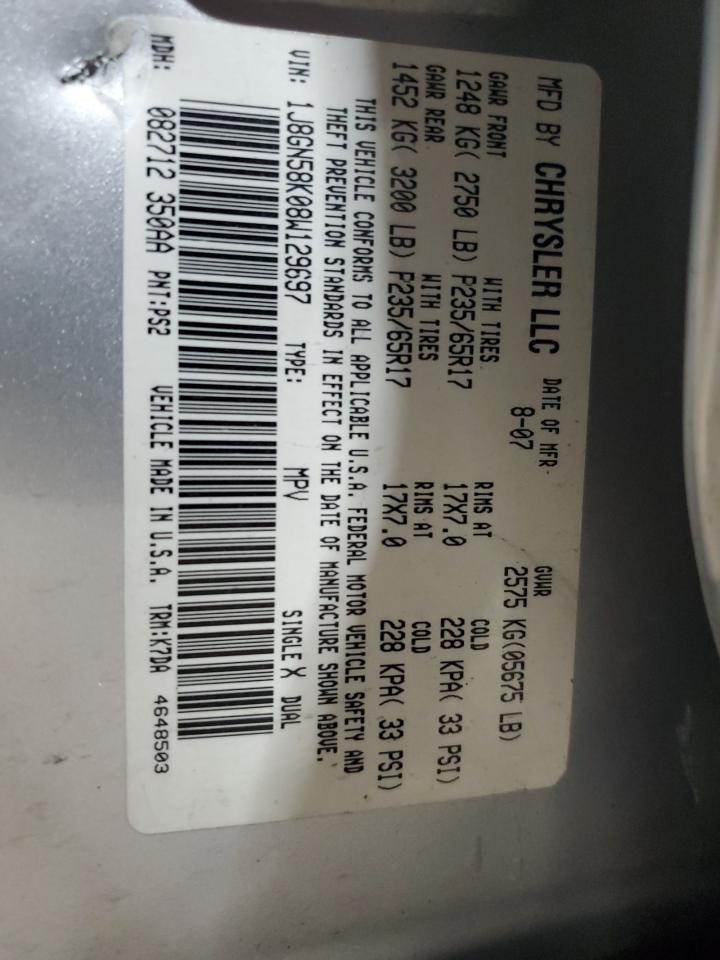 MFD BY CHRYSLER LLC DATE OF MFR- GVWR
8-07 2575 KG(05675 LB)
GAWR FRONT WITH TIRES RIMS AT COLD
1248 KG( 2750 LB) P235/65R17 17X7.0 228 KPA( 33 PSI)
GAWR REAR WITH TIRES RIMS AT COLD
1452 KG( 3200 LB) P235/65R17 17X7.0 228 KPA( 33 PSI)
THIS VEHICLE CONFORMS TO ALL APPLICABLE U.S.A. FEDERAL MOTOR VEHICLE SAFETY AND
THEFT PREVENTION STANDARDS IN EFFECT ON THE DATE OF MANUFACTURE SHOWN ABOVE.
VIN: 1J8GN58K08W129697 TYPE: MPV SINGLE X DUAL
MDH: 082712 350AA PNT:PS2 VEHICLE MADE IN U.S.A. TRM:K7DA 4648503